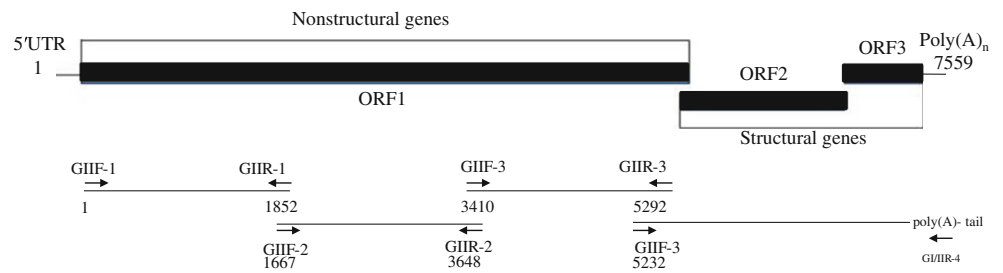 Nonstructural genes
5′UTR
1
ORF1
ORF2
ORF3
Poly(A)n
7559
Structural genes
GIIF-1
GIIR-1
GIIF-3
GIIR-3
1
1852
3410
5292
poly(A)- tail
GIIF-2
1667
GIIR-2
3648
GIIF-3
5232
GI/IIR-4